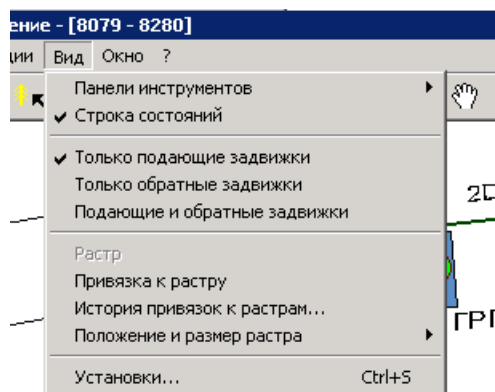 ение - [8079 - 8280]
ции Вид Окно ?
Панели инструментов
Строка состояний
Только подающие задвижки
Только обратные задвижки
Подающие и обратные задвижки
Растр
Привязка к растру
История привязок к растрам...
Положение и размер растра
Установки... Ctrl+S
ГРП